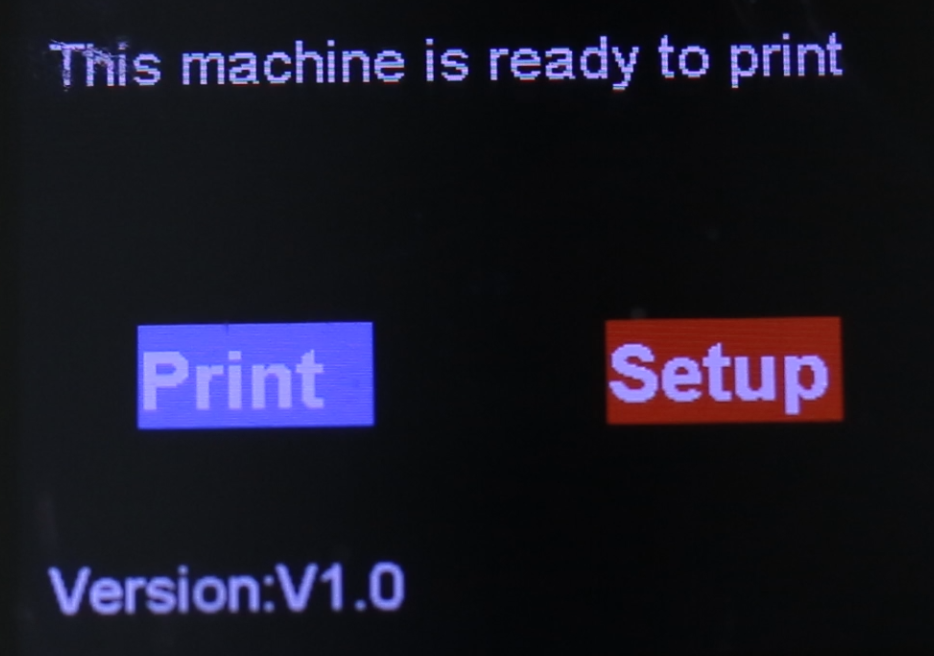 This machine is ready to print
Print Setup
Version:V1.0